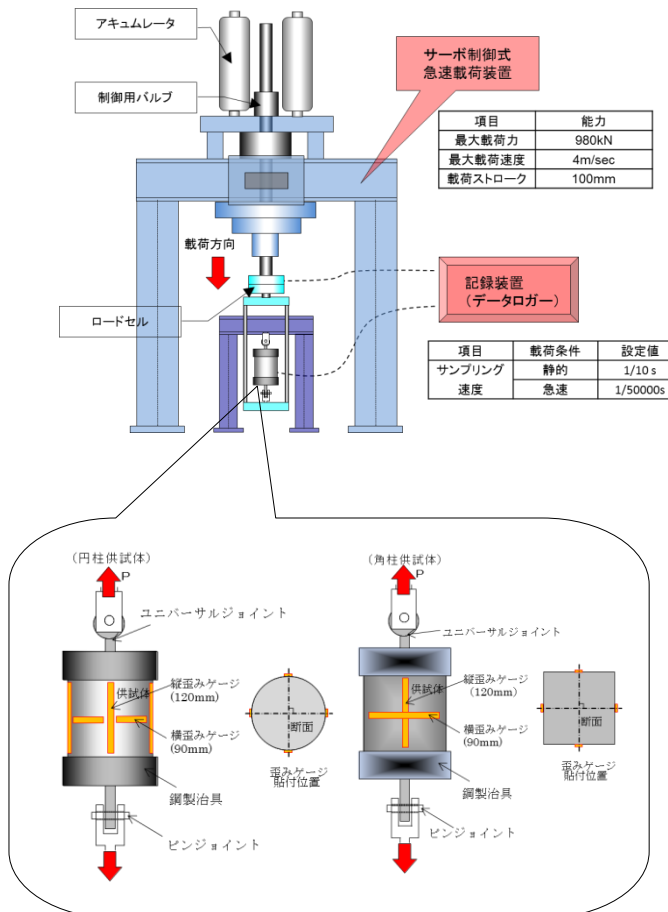 アキュムレータ
制御用バルブ
サーボ制御式
急速載荷装置
項目 能力
最大載荷力 980kN
最大載荷速度 4m/sec
載荷ストローク 100mm
載荷方向
ロードセル
記録装置
（データロガー）
項目 載荷条件 設定値
サンプリング 静的 1/10 s
速度 急速 1/50000s
(円柱供試体)
P
ユニバーサルジョイント
供試体
縦歪みゲージ
(120mm)
横歪みゲージ
(90mm)
鋼製治具
ピンジョイント
断面
(角柱供試体)
P
ユニバーサルジョイント
供試体
縦歪みゲージ
(120mm)
横歪みゲージ
(90mm)
鋼製治具
ピンジョイント
断面
歪みゲージ
貼付位置
歪みゲージ
貼付位置